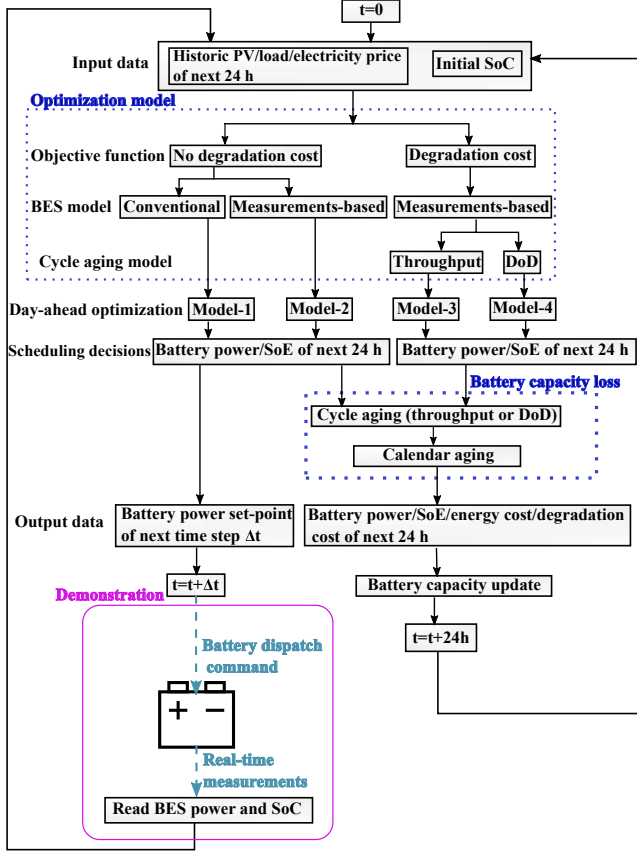 t=0
Input data
Historic PV/load/electricity price
of next 24 h
Initial SoC
Optimization model
Objective function
No degradation cost
Degradation cost
BES model
Conventional
Measurements-based
Measurements-based
Cycle aging model
Throughput
DoD
Day-ahead optimization
Model-1
Model-2
Model-3
Model-4
Scheduling decisions
Battery power/SoE of next 24 h
Battery power/SoE of next 24 h
Battery capacity loss
Cycle aging (throughput or DoD)
Calendar aging
Output data
Battery power set-point
of next time step Δt
Battery power/SoE/energy cost/degradation
cost of next 24 h
t=t+Δt
Battery capacity update
Demonstration
t=t+24h
Battery dispatch
command
+ −
Real-time
measurements
Read BES power and SoC